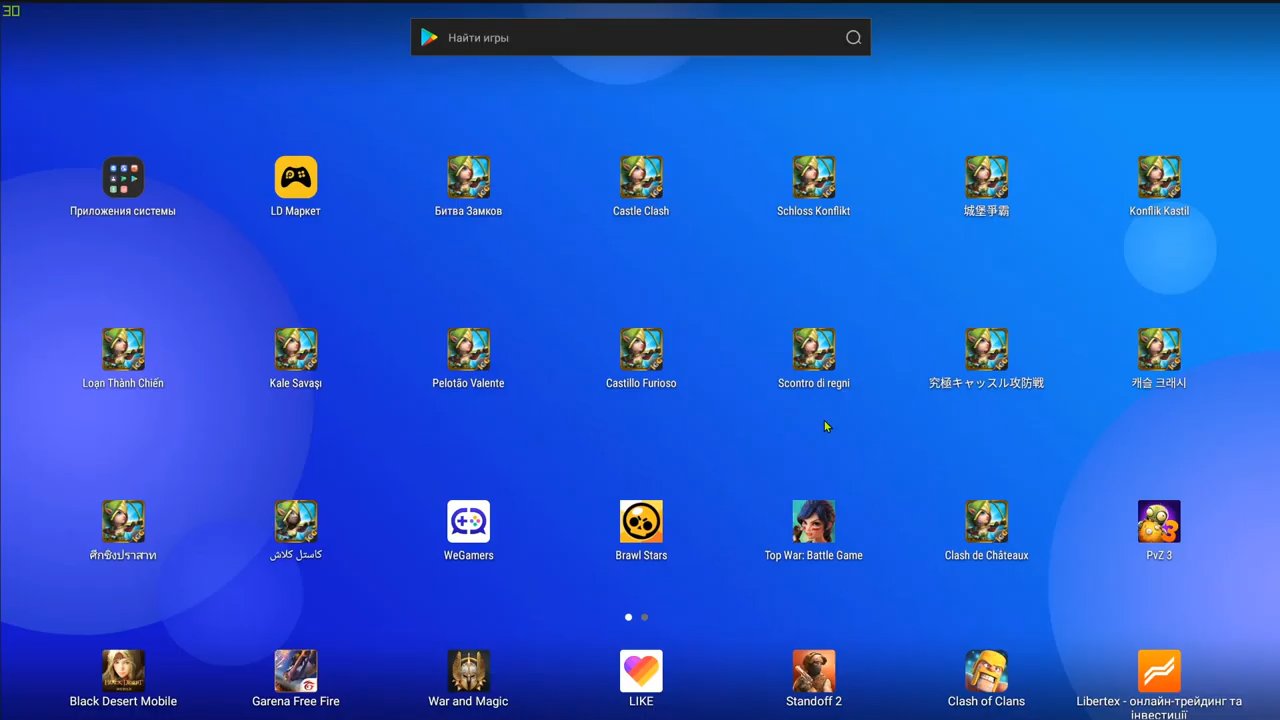 30
Найти игры
Приложения системы
LD Маркет
Битва Замков
Castle Clash
Schloss Konflikt
城堡爭霸
Konflik Kastil
Loạn Thành Chiến
Kale Savaşı
Pelotão Valente
Castillo Furioso
Scontro di regni
究極キャッスル攻防戦
캐슬 크래시
ศึกชิงปราสาท
كاستل كلاش
WeGamers
Brawl Stars
Top War: Battle Game
Clash de Châteaux
PvZ 3
Black Desert Mobile
Garena Free Fire
War and Magic
LIKE
Standoff 2
Clash of Clans
Libertex - онлайн-трейдинг та
інвестиції